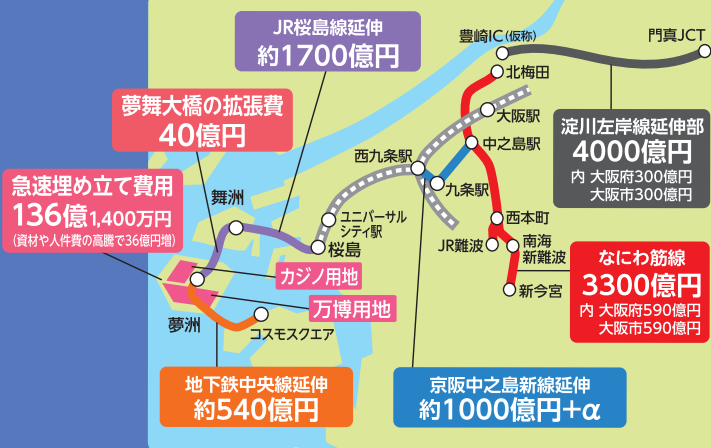 JR桜島線延伸
約1700億円
豊崎IC(仮称)
門真JCT
北梅田
夢舞大橋の拡張費
40億円
大阪駅
淀川左岸線延伸部
4000億円
内 大阪府300億円
大阪市300億円
中之島駅
西九条駅
九条駅
急速埋め立て費用
136億1,400万円
(資材や人件費の高騰で36億円増)
舞洲
ユニバーサル
シティ駅
桜島
西本町
JR難波
南海
新難波
なにわ筋線
3300億円
内 大阪府590億円
大阪市590億円
カジノ用地
万博用地
新今宮
夢洲
コスモスクエア
地下鉄中央線延伸
約540億円
京阪中之島新線延伸
約1000億円+α